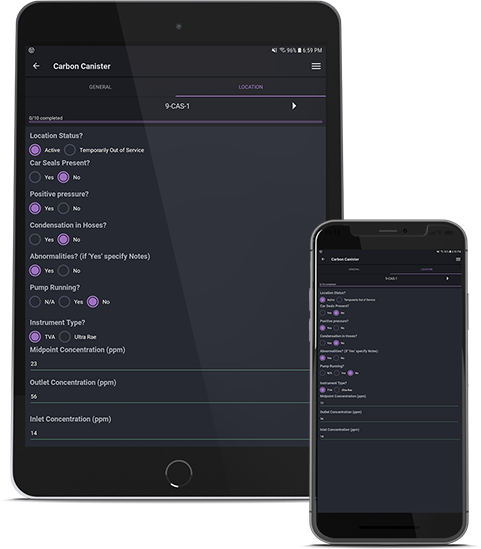 96% 6:59 PM
Carbon Canister
GENERAL LOCATION
9-CAS-1
0/10 completed
Location Status?
Active Temporarily Out of Service
Car Seals Present?
Yes No
Positive pressure?
Yes No
Condensation in Hoses?
Yes No
Abnormalities? (if 'Yes' specify Notes)
Yes No
Pump Running?
N/A Yes No
Instrument Type?
TVA Ultra Rae
Midpoint Concentration (ppm)
23
Outlet Concentration (ppm)
56
Inlet Concentration (ppm)
14
Carbon Canister
GENERAL LOCATION
9-CAS-1
Location Status?
Active Temporarily Out of Service
Car Seals Present?
Yes No
Positive pressure?
Yes No
Condensation in Hoses?
Yes No
Abnormalities? (if 'Yes' specify Notes)
Yes No
Pump Running?
N/A Yes No
Instrument Type?
TVA Ultra Rae
Midpoint Concentration (ppm)
23
Outlet Concentration (ppm)
56
Inlet Concentration (ppm)
14